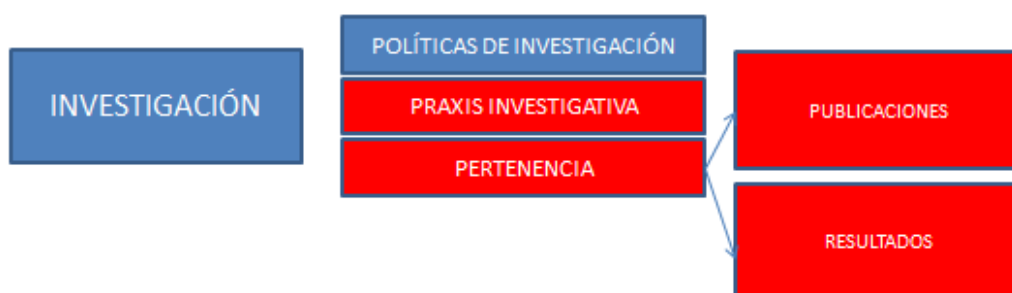 INVESTIGACIÓN
POLÍTICAS DE INVESTIGACIÓN
PRAXIS INVESTIGATIVA
PERTENENCIA
PUBLICACIONES
RESULTADOS